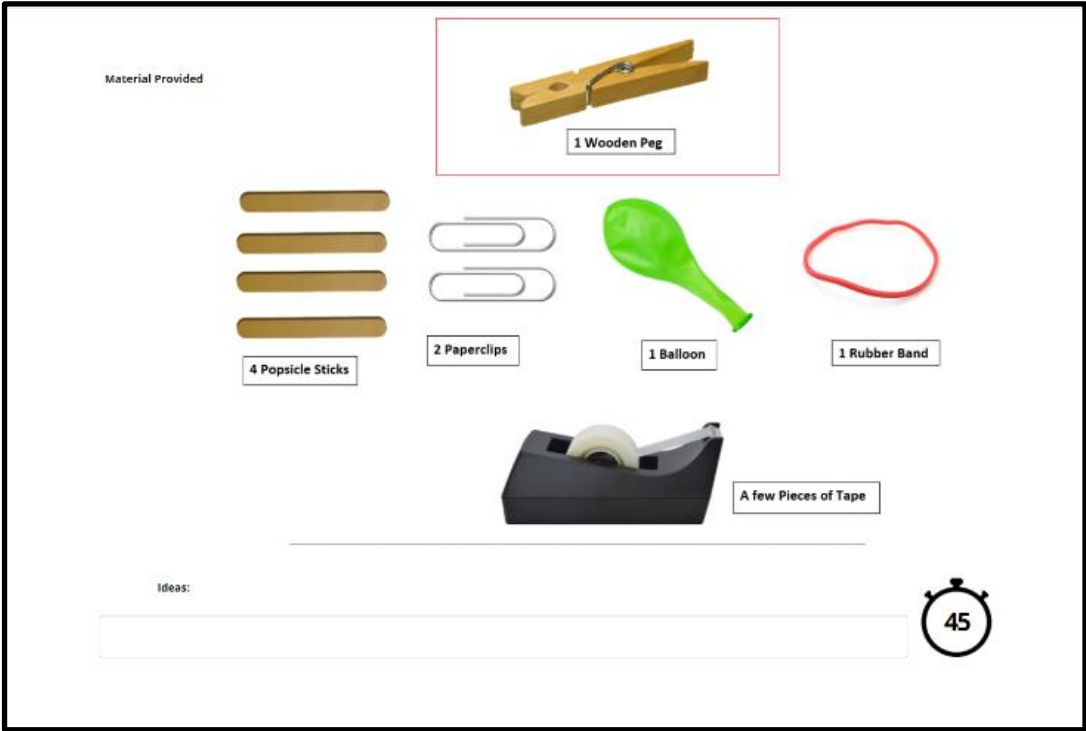 Material Provided
1 Wooden Peg
4 Popsicle Sticks
2 Paperclips
1 Balloon
1 Rubber Band
A few Pieces of Tape
Ideas:
45